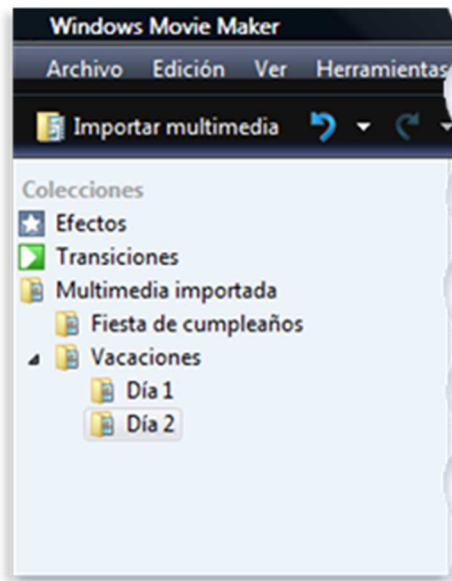 Windows Movie Maker
Archivo Edición Ver Herramientas
Importar multimedia
Colecciones
Efectos
Transiciones
Multimedia importada
Fiesta de cumpleaños
Vacaciones
Día 1
Día 2